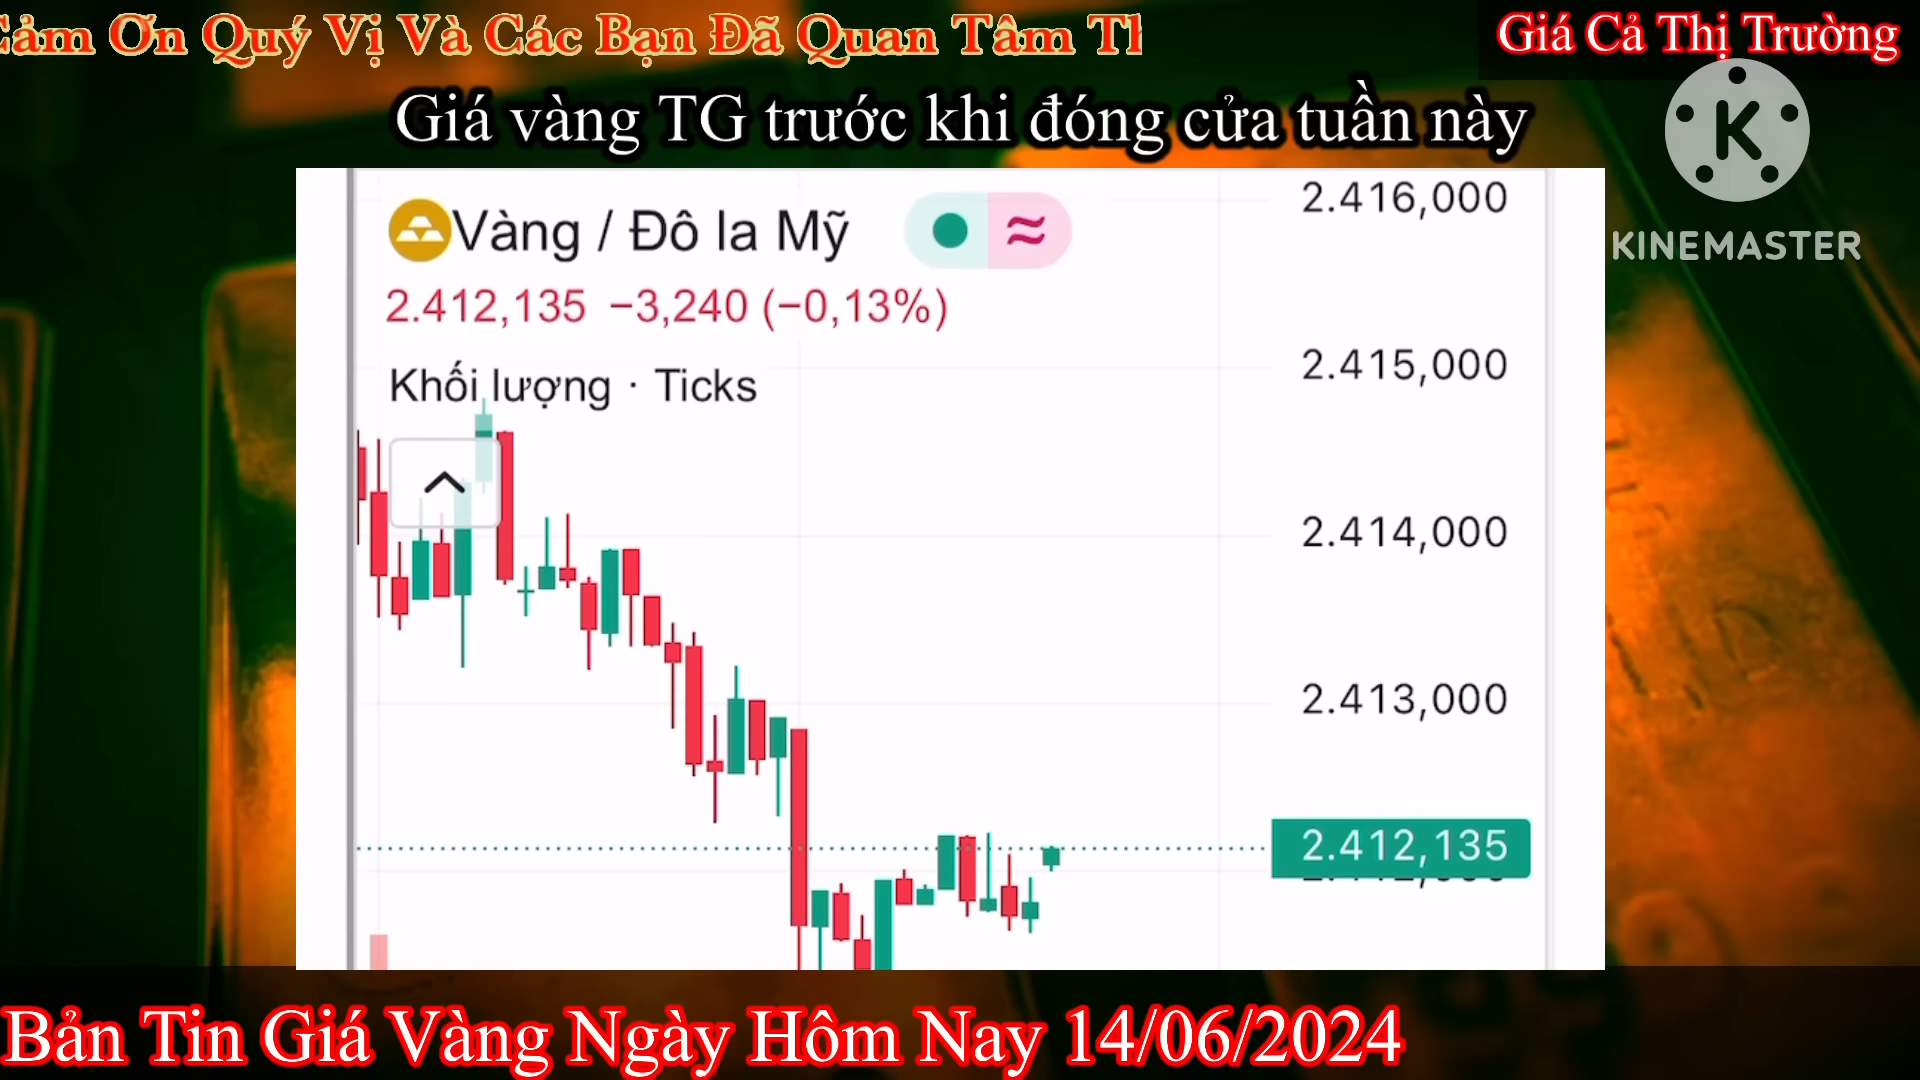 Cảm Ơn Quý Vị Và Các Bạn Đã Quan Tâm
Giá Cả Thị Trường
Giá vàng TG trước khi đóng cửa tuần này
K
KINEMASTER
Vàng / Đô la Mỹ
2.412,135 −3,240 (−0,13%)
Khối lượng · Ticks
2.416,000
2.415,000
2.414,000
2.413,000
2.412,135
Bản Tin Giá Vàng Ngày Hôm Nay 14/06/2024